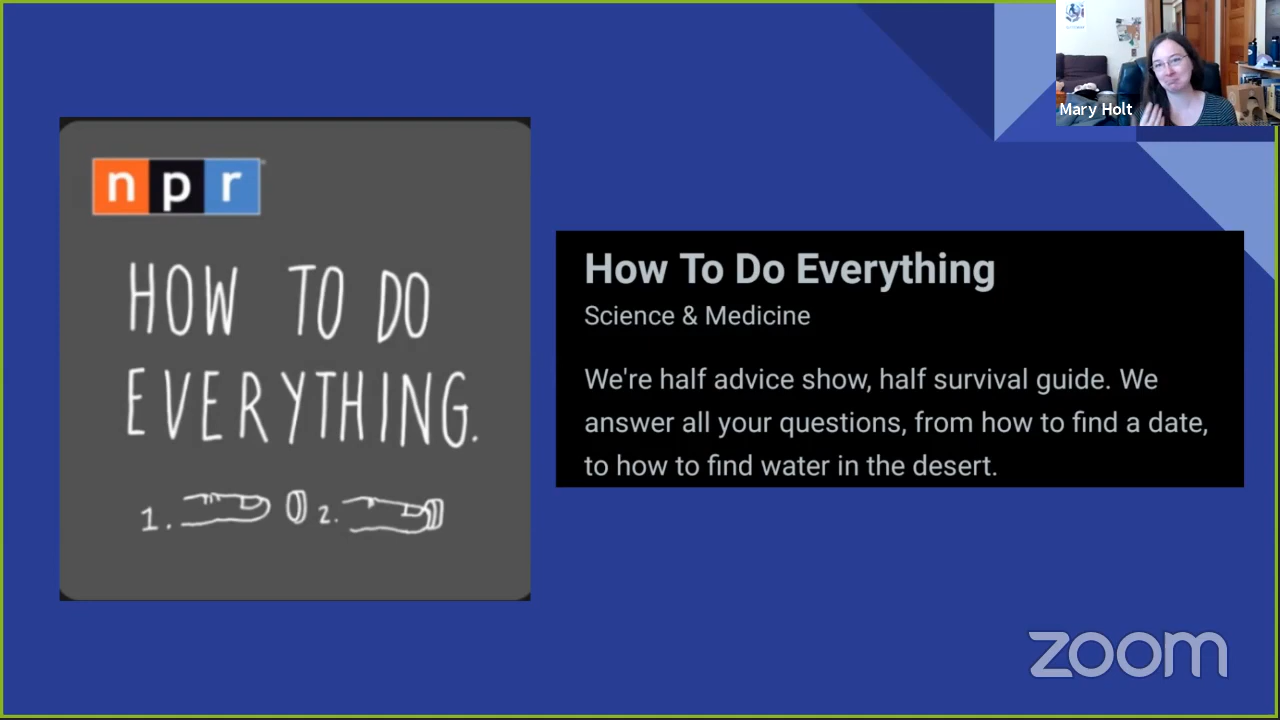 npr
HOW TO DO
EVERYTHING.
1. 2.
How To Do Everything
Science & Medicine
We're half advice show, half survival guide. We
answer all your questions, from how to find a date,
to how to find water in the desert.
Mary Holt
zoom